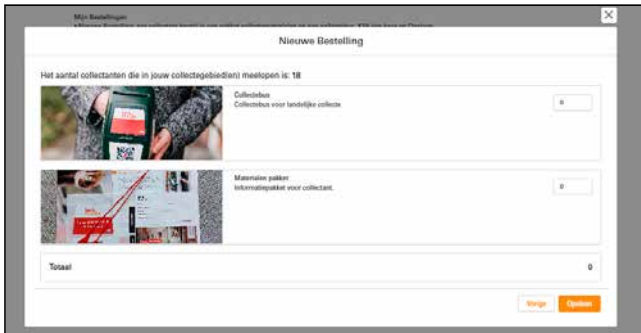 Mijn Bestellingen
Nieuwe Bestelling
Het aantal collectanten die in jouw collectegebied(en) meelopen is: 18
Collectebus
Collectebus voor landelijke collecte
0
Materialen pakket
Informatiepakket voor collectant.
0
Totaal 0
Vorige Opslaan